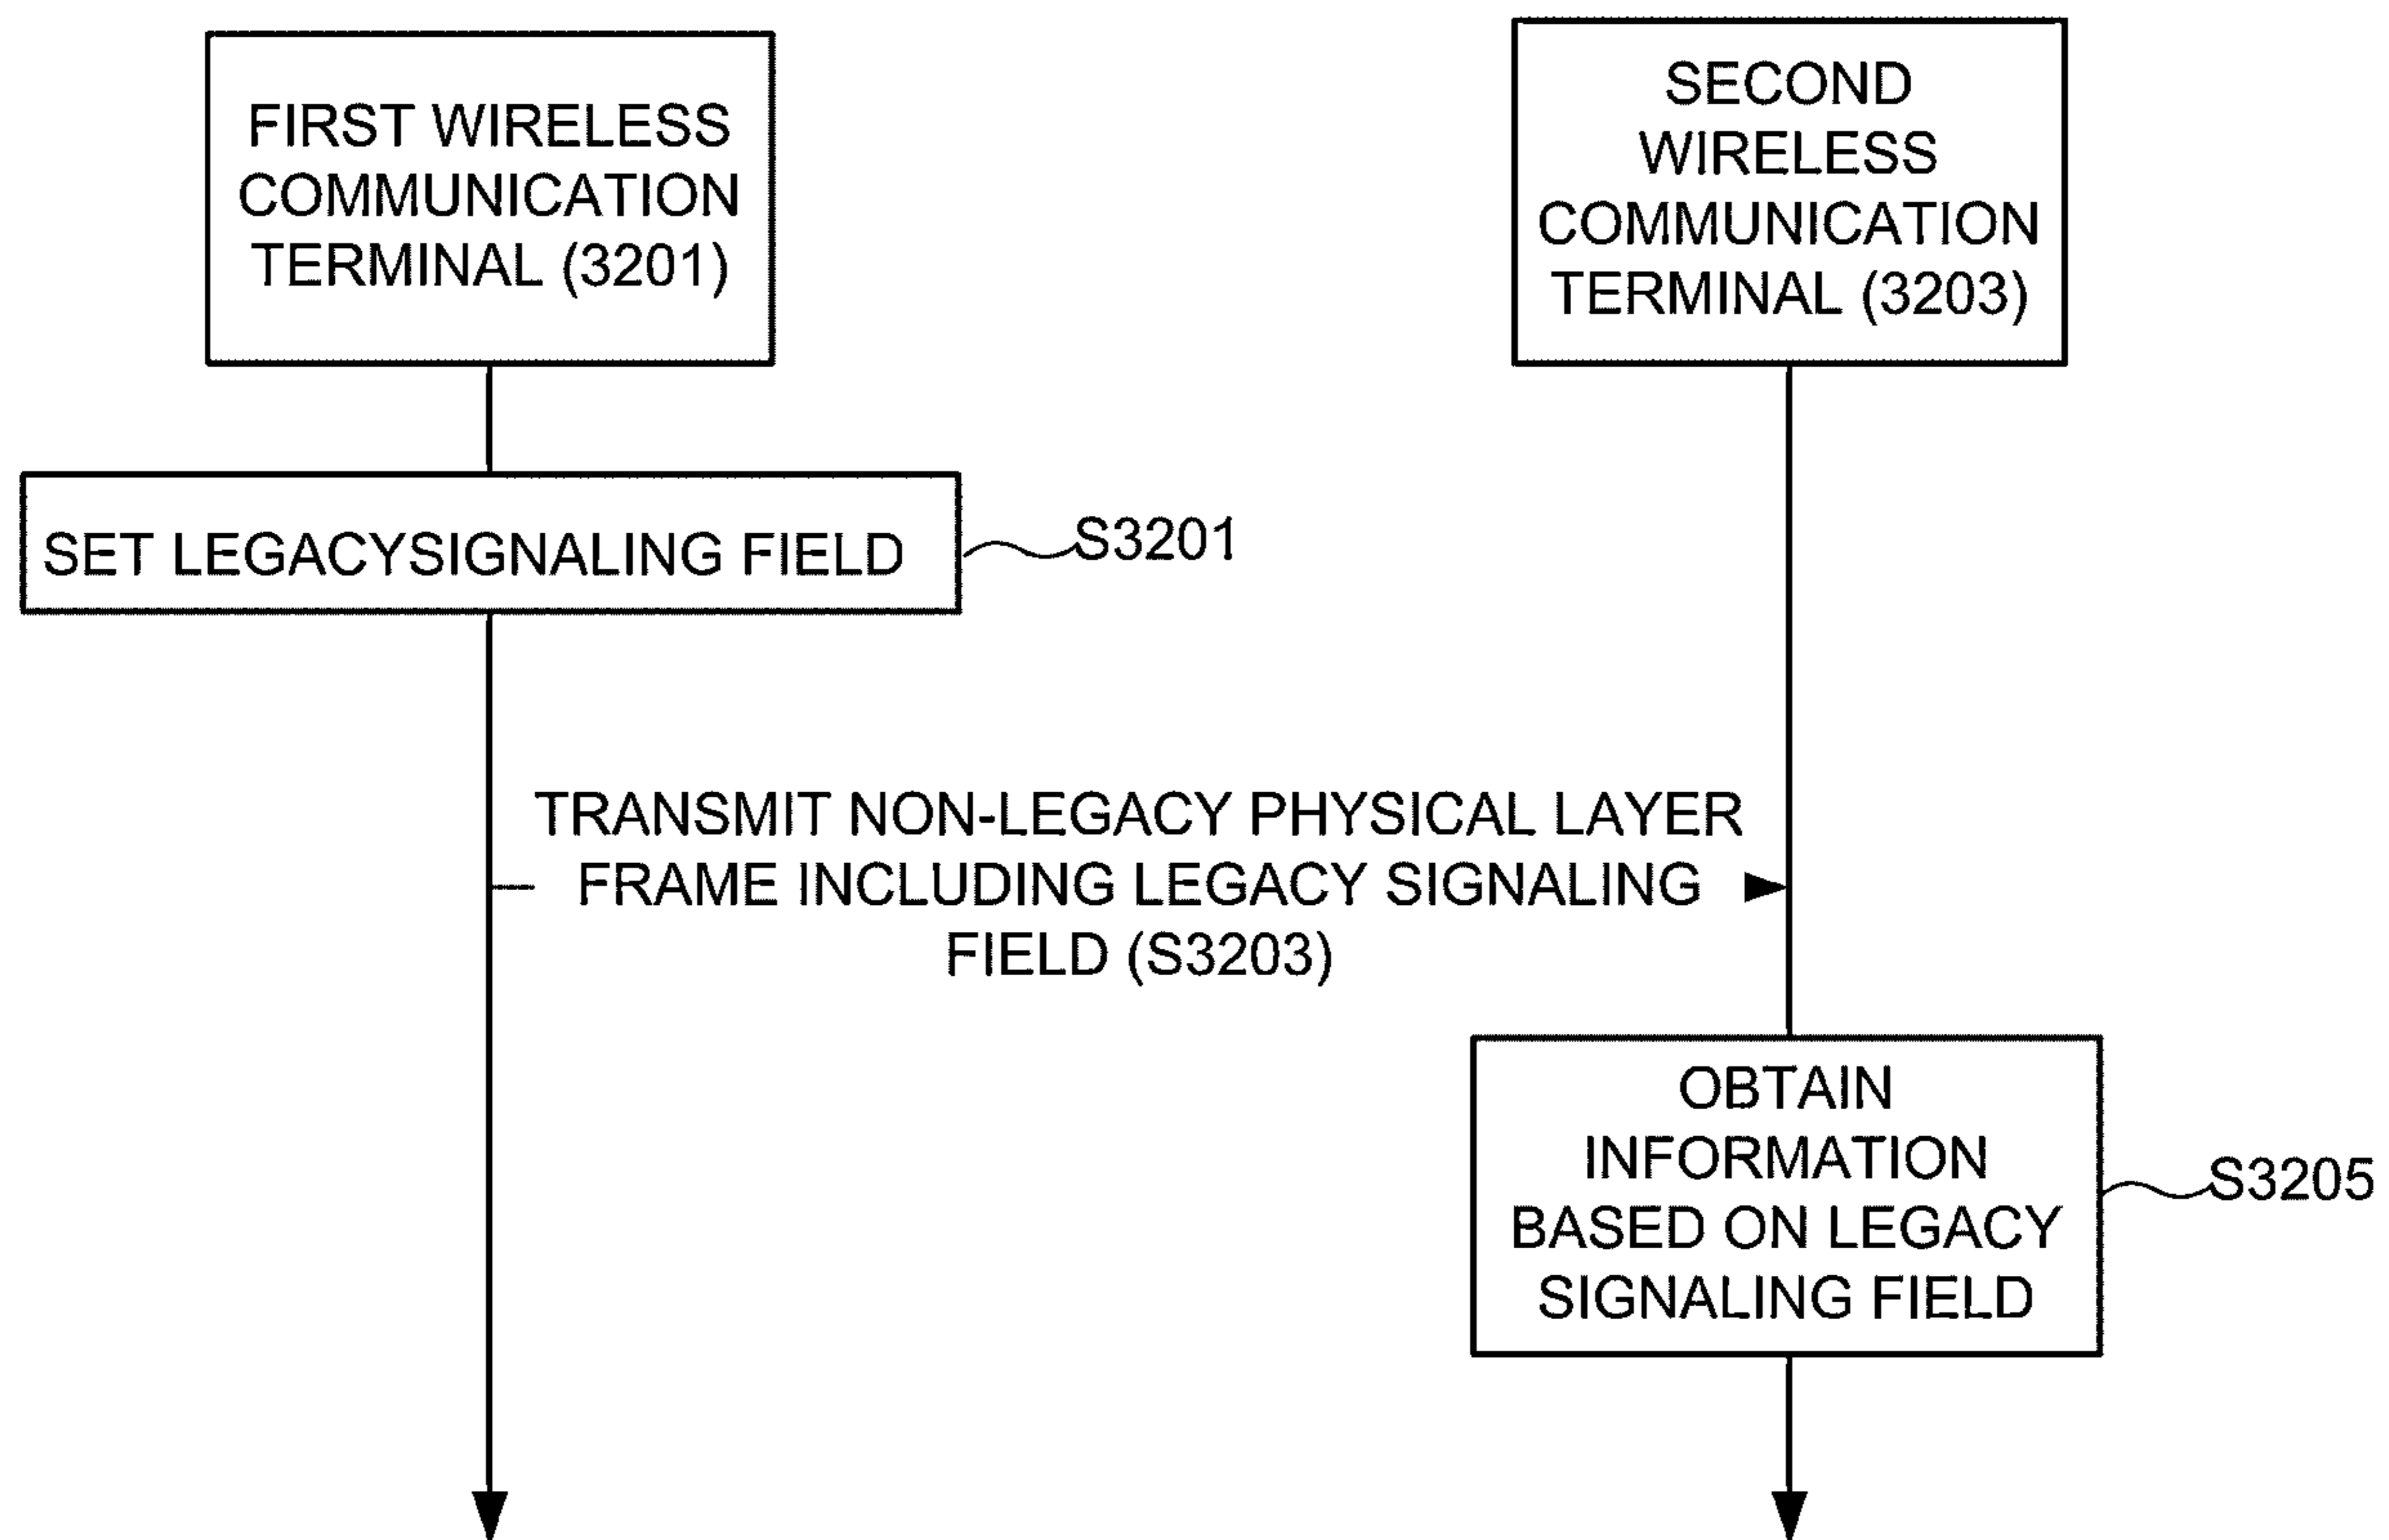 FIRST WIRELESS
COMMUNICATION
TERMINAL (3201)
SECOND
WIRELESS
COMMUNICATION
TERMINAL (3203)
SET LEGACYSIGNALING FIELD
S3201
TRANSMIT NON-LEGACY PHYSICAL LAYER
FRAME INCLUDING LEGACY SIGNALING
FIELD (S3203)
OBTAIN
INFORMATION
BASED ON LEGACY
SIGNALING FIELD
S3205